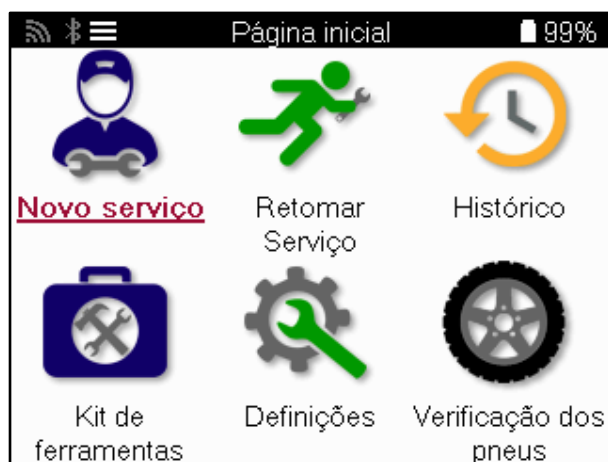 Página inicial 99%
Novo serviço Retomar Histórico
Serviço
Kit de Definições Verificação dos
ferramentas pneus